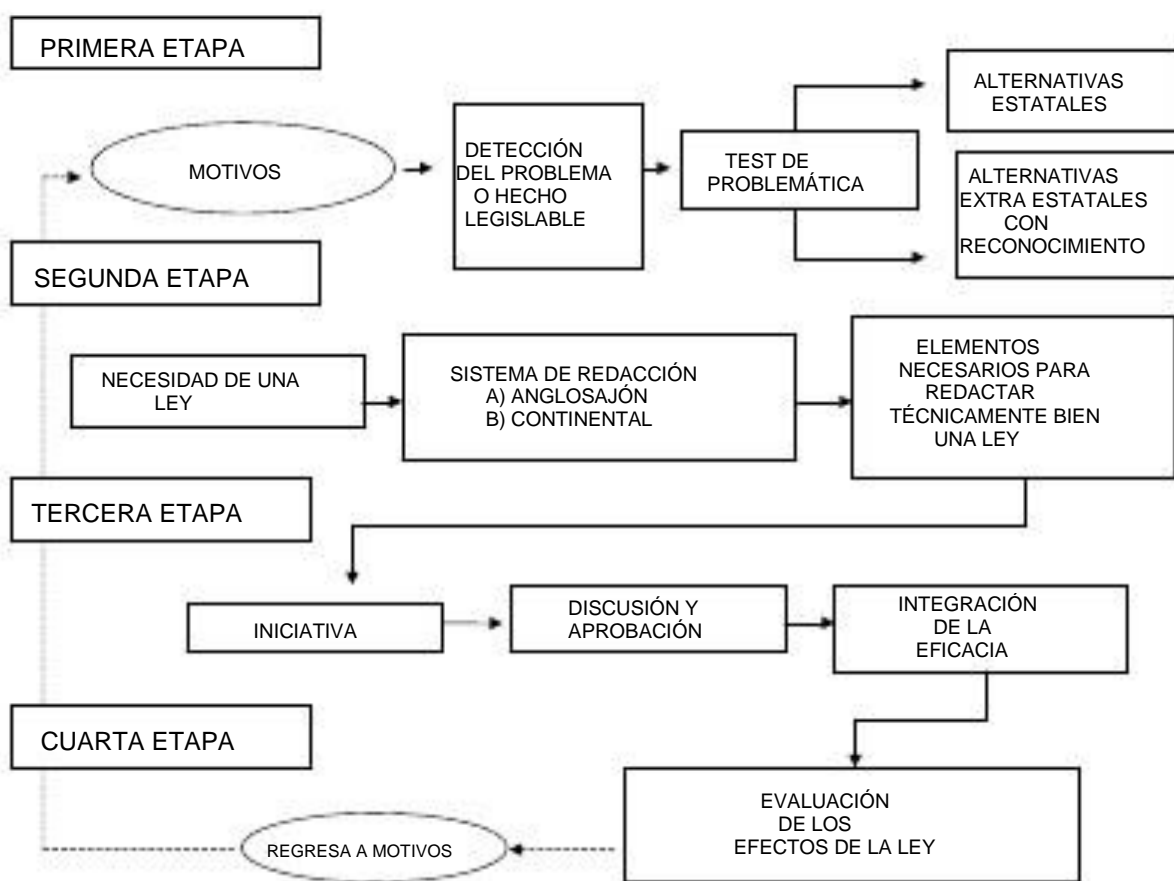 PRIMERA ETAPA
MOTIVOS
DETECCIÓN
DEL PROBLEMA
O HECHO
LEGISLABLE
TEST DE
PROBLEMÁTICA
ALTERNATIVAS
ESTATALES
ALTERNATIVAS
EXTRA ESTATALES
CON
RECONOCIMIENTO
SEGUNDA ETAPA
NECESIDAD DE UNA
LEY
SISTEMA DE REDACCIÓN
A) ANGLOSAJÓN
B) CONTINENTAL
ELEMENTOS
NECESARIOS PARA
REDACTAR
TÉCNICAMENTE BIEN
UNA LEY
TERCERA ETAPA
INICIATIVA
DISCUSIÓN Y
APROBACIÓN
INTEGRACIÓN
DE LA
EFICACIA
CUARTA ETAPA
EVALUACIÓN
DE LOS
EFECTOS DE LA LEY
REGRESA A MOTIVOS